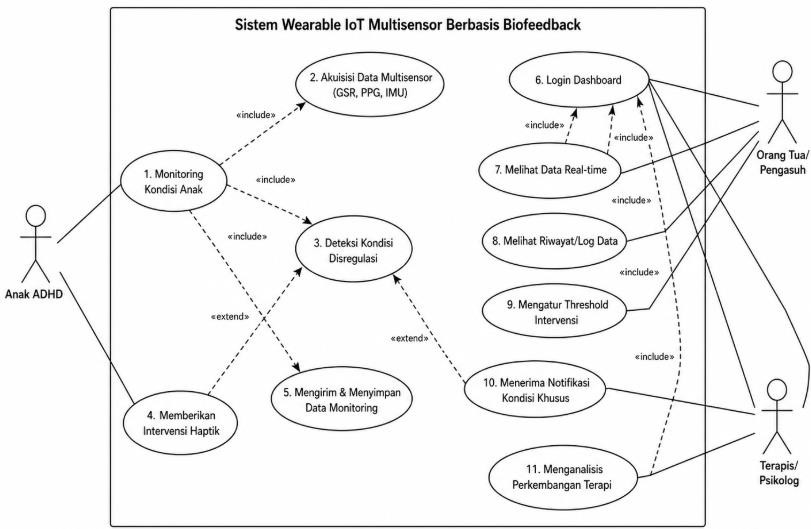 Sistem Wearable IoT Multisensor Berbasis Biofeedback
2. Akuisisi Data Multisensor
(GSR, PPG, IMU)
6. Login Dashboard
«include»
«include»
«include»
Orang Tua/
Pengasuh
1. Monitoring
Kondisi Anak
«include»
7. Melihat Data Real-time
«include»
«include»
3. Deteksi Kondisi
Disregulasi
8. Melihat Riwayat/Log Data
Anak ADHD
«include»
9. Mengatur Threshold
Intervensi
«extend»
«extend»
«include»
5. Mengirim & Menyimpan
Data Monitoring
10. Menerima Notifikasi
Kondisi Khusus
4. Memberikan
Intervensi Haptik
11. Menganalisis
Perkembangan Terapi
Terapis/
Psikolog